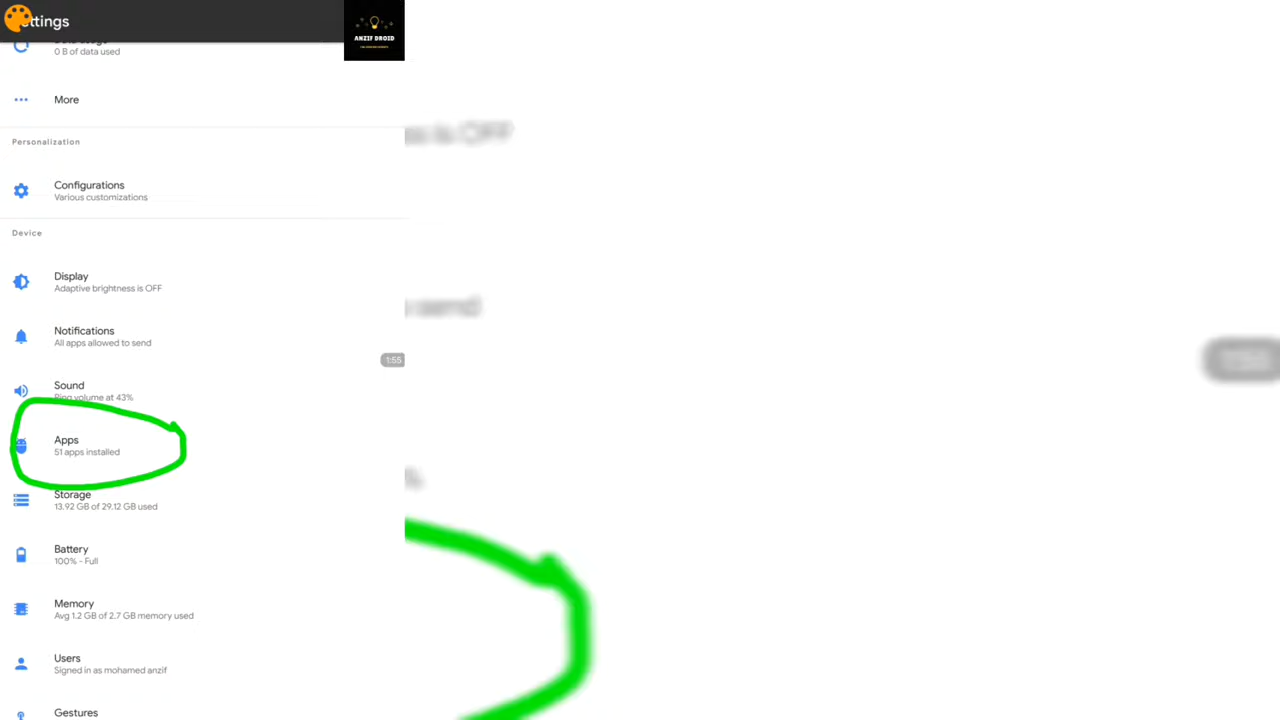 ettings
ANZIF DROID
0 B of data used
More
Personalization
Configurations
Various customizations
Device
Display
Adaptive brightness is OFF
Notifications
All apps allowed to send
1:55
Sound
Ring volume at 43%
Apps
51 apps installed
Storage
13.92 GB of 29.12 GB used
Battery
100% - Full
Memory
Avg 1.2 GB of 2.7 GB memory used
Users
Signed in as mohamed anzif
Gestures